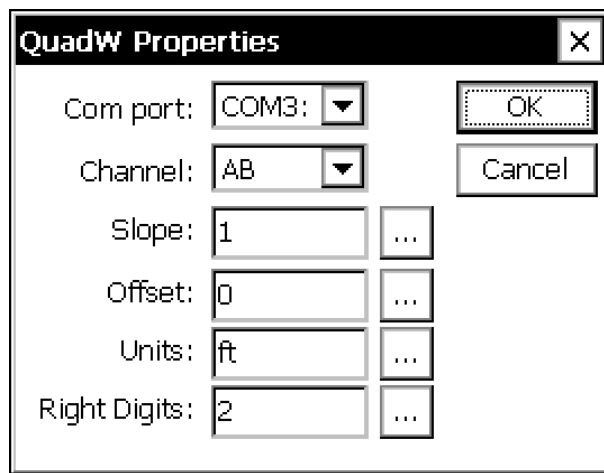 QuadW Properties
Com port: COM3: OK
Channel: AB Cancel
Slope: 1 ...
Offset: 0 ...
Units: ft ...
Right Digits: 2 ...